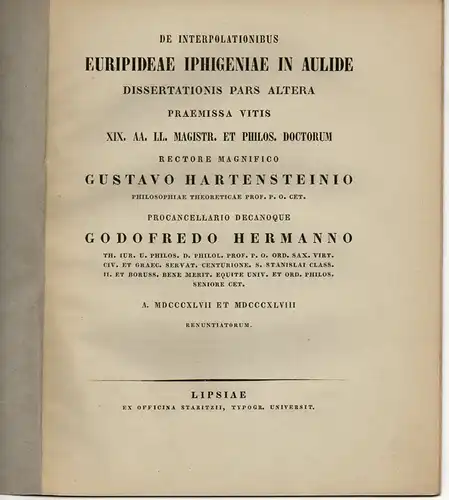 DE INTERPOLATIONIBUS
EURIPIDEAE IPHIGENIAE IN AULIDE
DISSERTATIONIS PARS ALTERA
PRAEMISSA VITIS
XIX. AA. LL. MAGISTR. ET PHILOS. DOCTORUM
RECTORE MAGNIFICO
GUSTAVO HARTENSTEINIO
PHILOSOPHIAE THEORETICAE PROF. P. O. CET.
PROCANCELLARIO DECANOQUE
GODOFREDO HERMANNO
TH. IUR. U. PHILOS. D. PHILOL. PROF. P. O. ORD. SAX. VIRT.
CIV. ET GRAEC. SERVAT. CENTURIONE, S. STANISLAI CLASS.
II. ET BORUSS. BENE MERIT. EQUITE UNIV. ET ORD. PHILOS.
SENIORE CET.
A. MDCCCXLVII ET MDCCCXLVIII
RENUNTIATORUM.
LIPSIAE
EX OFFICINA STARITZII, TYPOGR. UNIVERSIT.